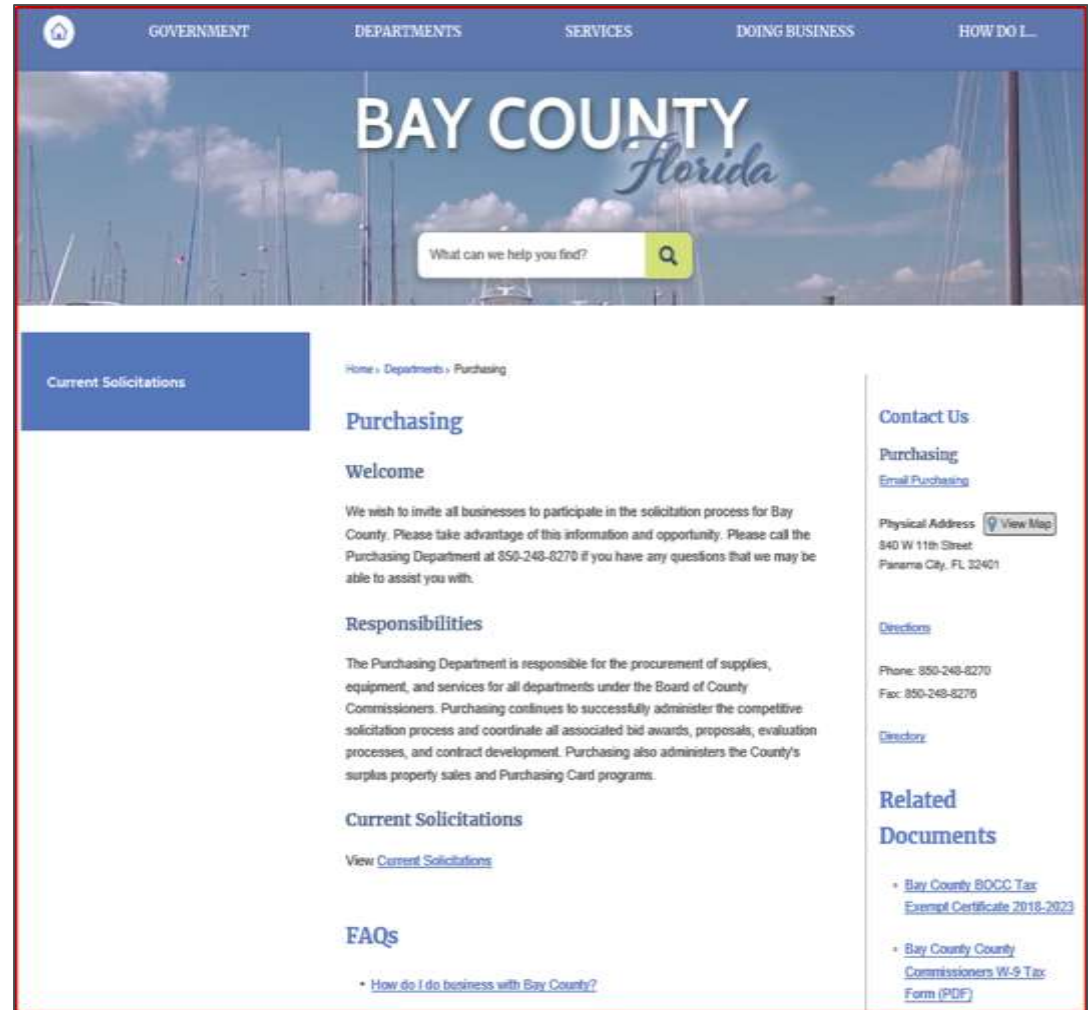 GOVERNMENT DEPARTMENTS SERVICES DOING BUSINESS HOW DO I...
BAY COUNTY
Florida
What can we help you find?
Current Solicitations
Home › Departments › Purchasing
Purchasing
Welcome
We wish to invite all businesses to participate in the solicitation process for Bay
County. Please take advantage of this information and opportunity. Please call the
Purchasing Department at 850-248-8270 if you have any questions that we may be
able to assist you with.
Responsibilities
The Purchasing Department is responsible for the procurement of supplies,
equipment, and services for all departments under the Board of County
Commissioners. Purchasing continues to successfully administer the competitive
solicitation process and coordinate all associated bid awards, proposals, evaluation
processes, and contract development. Purchasing also administers the County's
surplus property sales and Purchasing Card programs.
Current Solicitations
View Current Solicitations
FAQs
• How do I do business with Bay County?
Contact Us
Purchasing
Email Purchasing
Physical Address View Map
840 W 11th Street
Panama City, FL 32401
Directions
Phone: 850-248-8270
Fax: 850-248-8276
Directory
Related
Documents
• Bay County BOCC Tax
Exempt Certificate 2018-2023
• Bay County County
Commissioners W-9 Tax
Form (PDF)